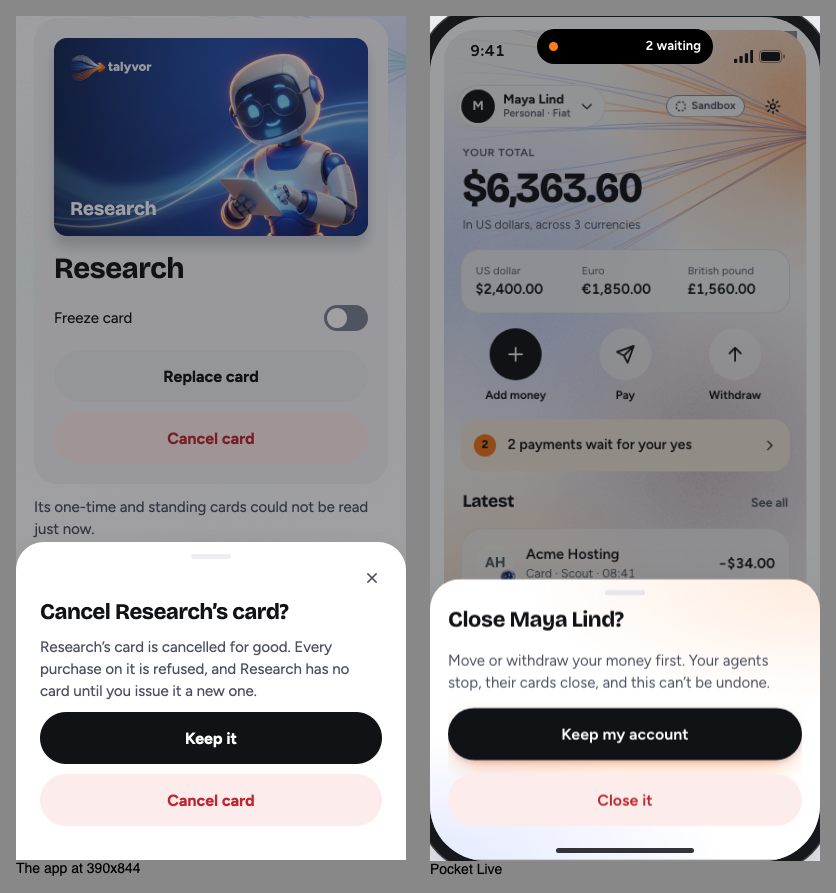 talyvor
Research
Research
Freeze card
Replace card
Cancel card
Its one-time and standing cards could not be read
just now.
Cancel Research’s card?
Research’s card is cancelled for good. Every
purchase on it is refused, and Research has no
card until you issue it a new one.
Keep it
Cancel card
The app at 390x844
9:41
2 waiting
M
Maya Lind
Personal · Fiat
Sandbox
YOUR TOTAL
$6,363.60
In US dollars, across 3 currencies
US dollar
Euro
British pound
$2,400.00
€1,850.00
£1,560.00
Add money
Pay
Withdraw
2
2 payments wait for your yes
Latest
See all
AH
Acme Hosting
Card · Scout · 08:41
-$34.00
Close Maya Lind?
Move or withdraw your money first. Your agents
stop, their cards close, and this can’t be undone.
Keep my account
Close it
Pocket Live